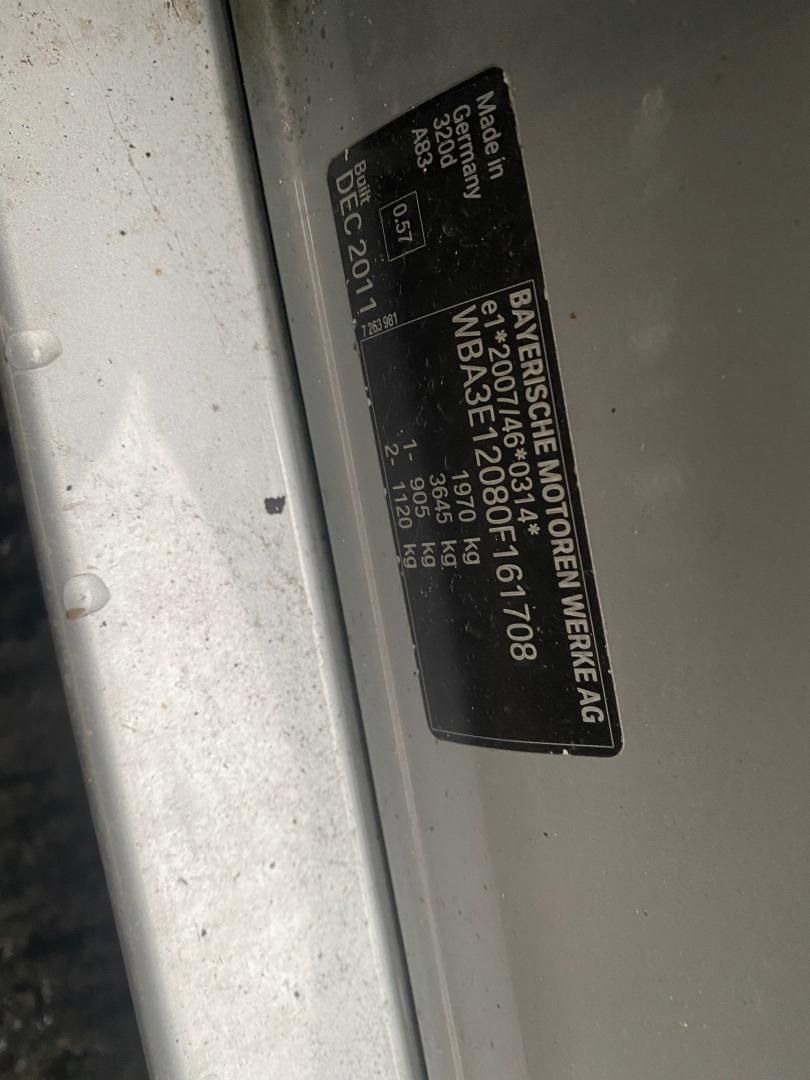 BAYERISCHE MOTOREN WERKE AG
e1*2007/46*0314*
WBA3E12080F161708
1970 kg
3645 kg
1- 905 kg
2- 1120 kg
7 263 981
Made in
Germany
320d
A83
0.57
Built
DEC 2011